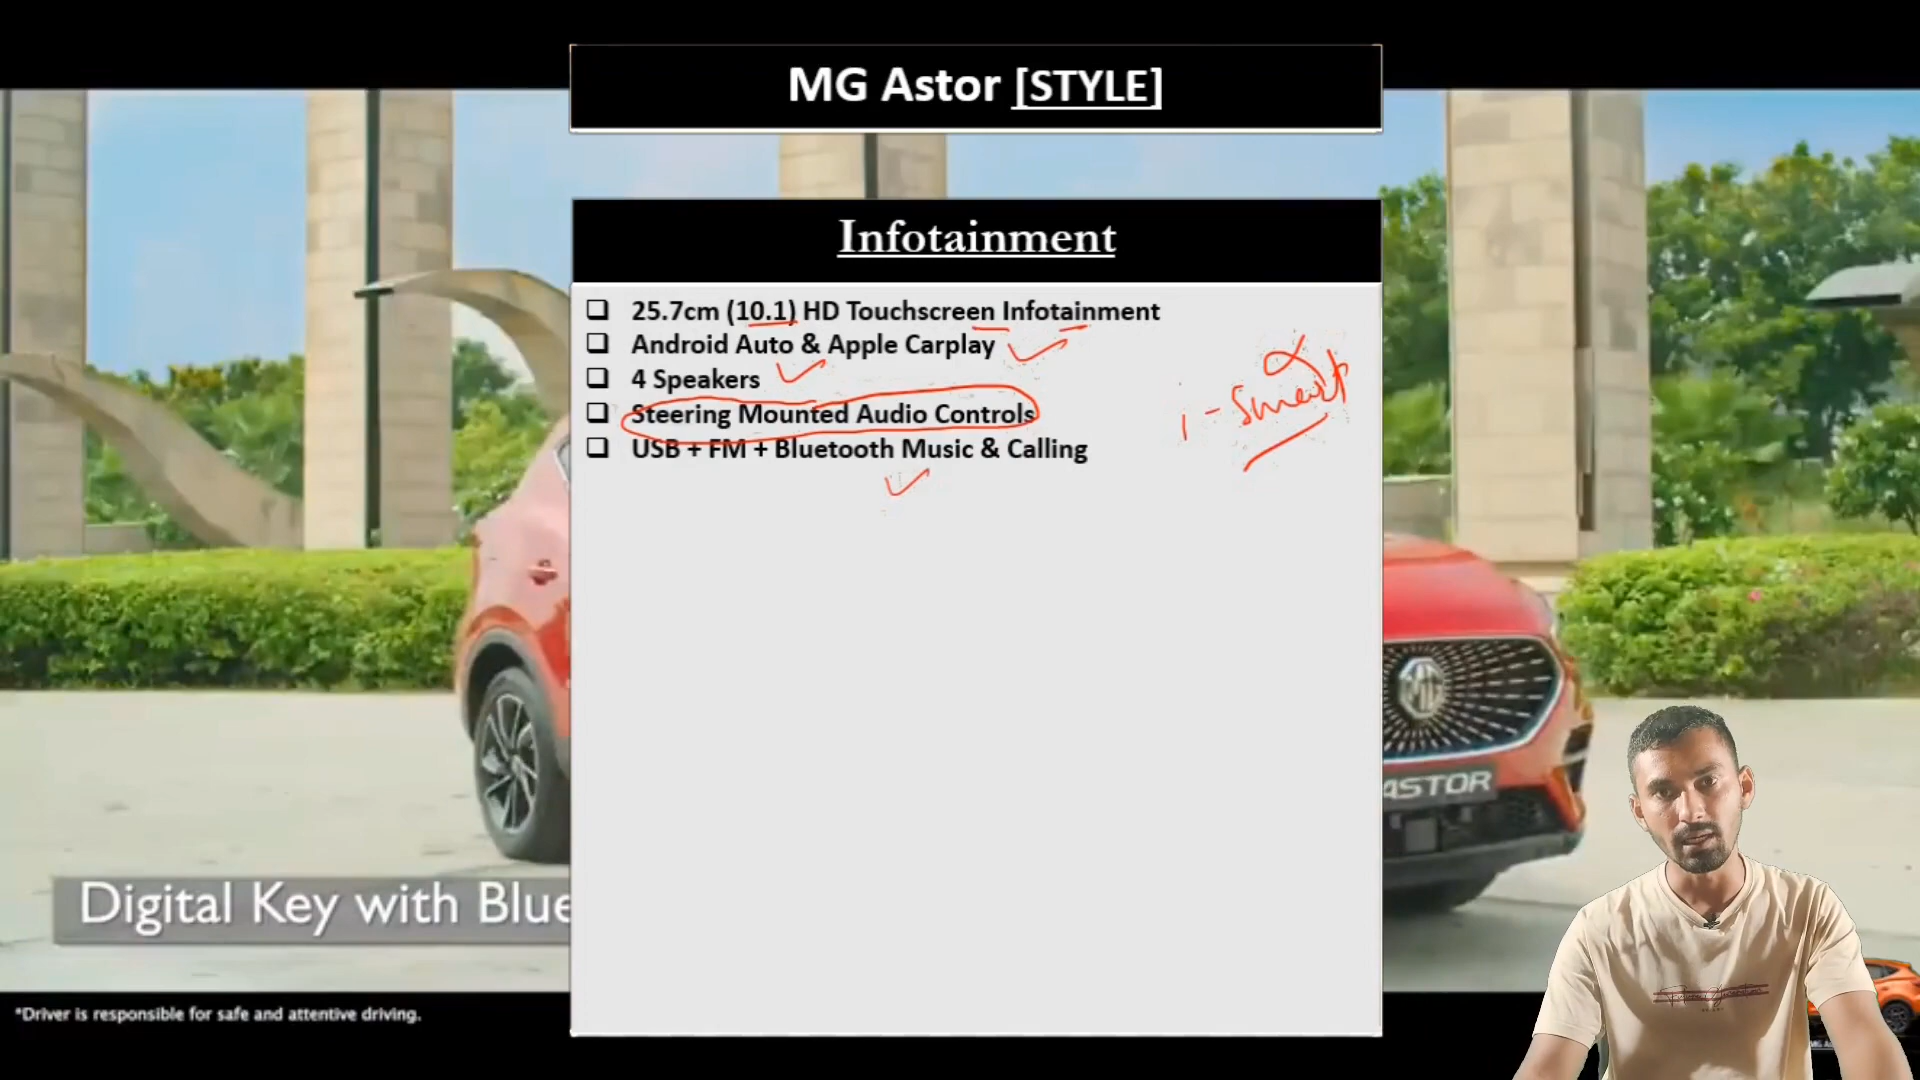 MG Astor [STYLE]
Infotainment
25.7cm (10.1) HD Touchscreen Infotainment
Android Auto & Apple Carplay
4 Speakers
Steering Mounted Audio Controls
USB + FM + Bluetooth Music & Calling
i-Smart
MG
ASTOR
Digital Key with Blue
*Driver is responsible for safe and attentive driving.